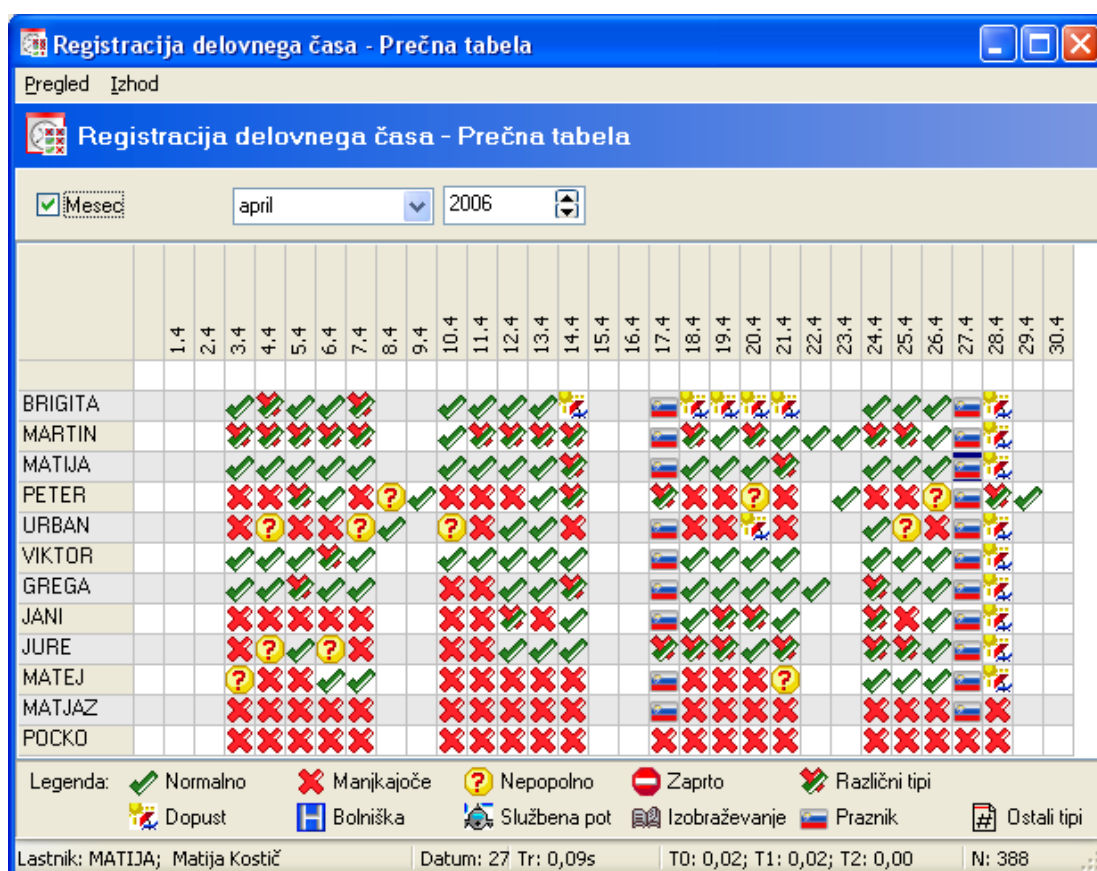 Registracija delovnega časa - Prečna tabela
Pregled Izhod
Registracija delovnega časa - Prečna tabela
Mesec april 2006
1.4 2.4 3.4 4.4 5.4 6.4 7.4 8.4 9.4 10.4 11.4 12.4 13.4 14.4 15.4 16.4 17.4 18.4 19.4 20.4 21.4 22.4 23.4 24.4 25.4 26.4 27.4 28.4 29.4 30.4
BRIGITA
MARTIN
MATIJA
PETER
URBAN
VIKTOR
GREGA
JANI
JURE
MATEJ
MATJAZ
POCKO
Legenda: Normalno Manjkajoče Nepopolno Zaprto Različni tipi
Dopust Bolniška Službena pot Izobraževanje Praznik Ostali tipi
Lastnik: MATIJA; Matija Kostič Datum: 27 Tr: 0,09s T0: 0,02; T1: 0,02; T2: 0,00 N: 388